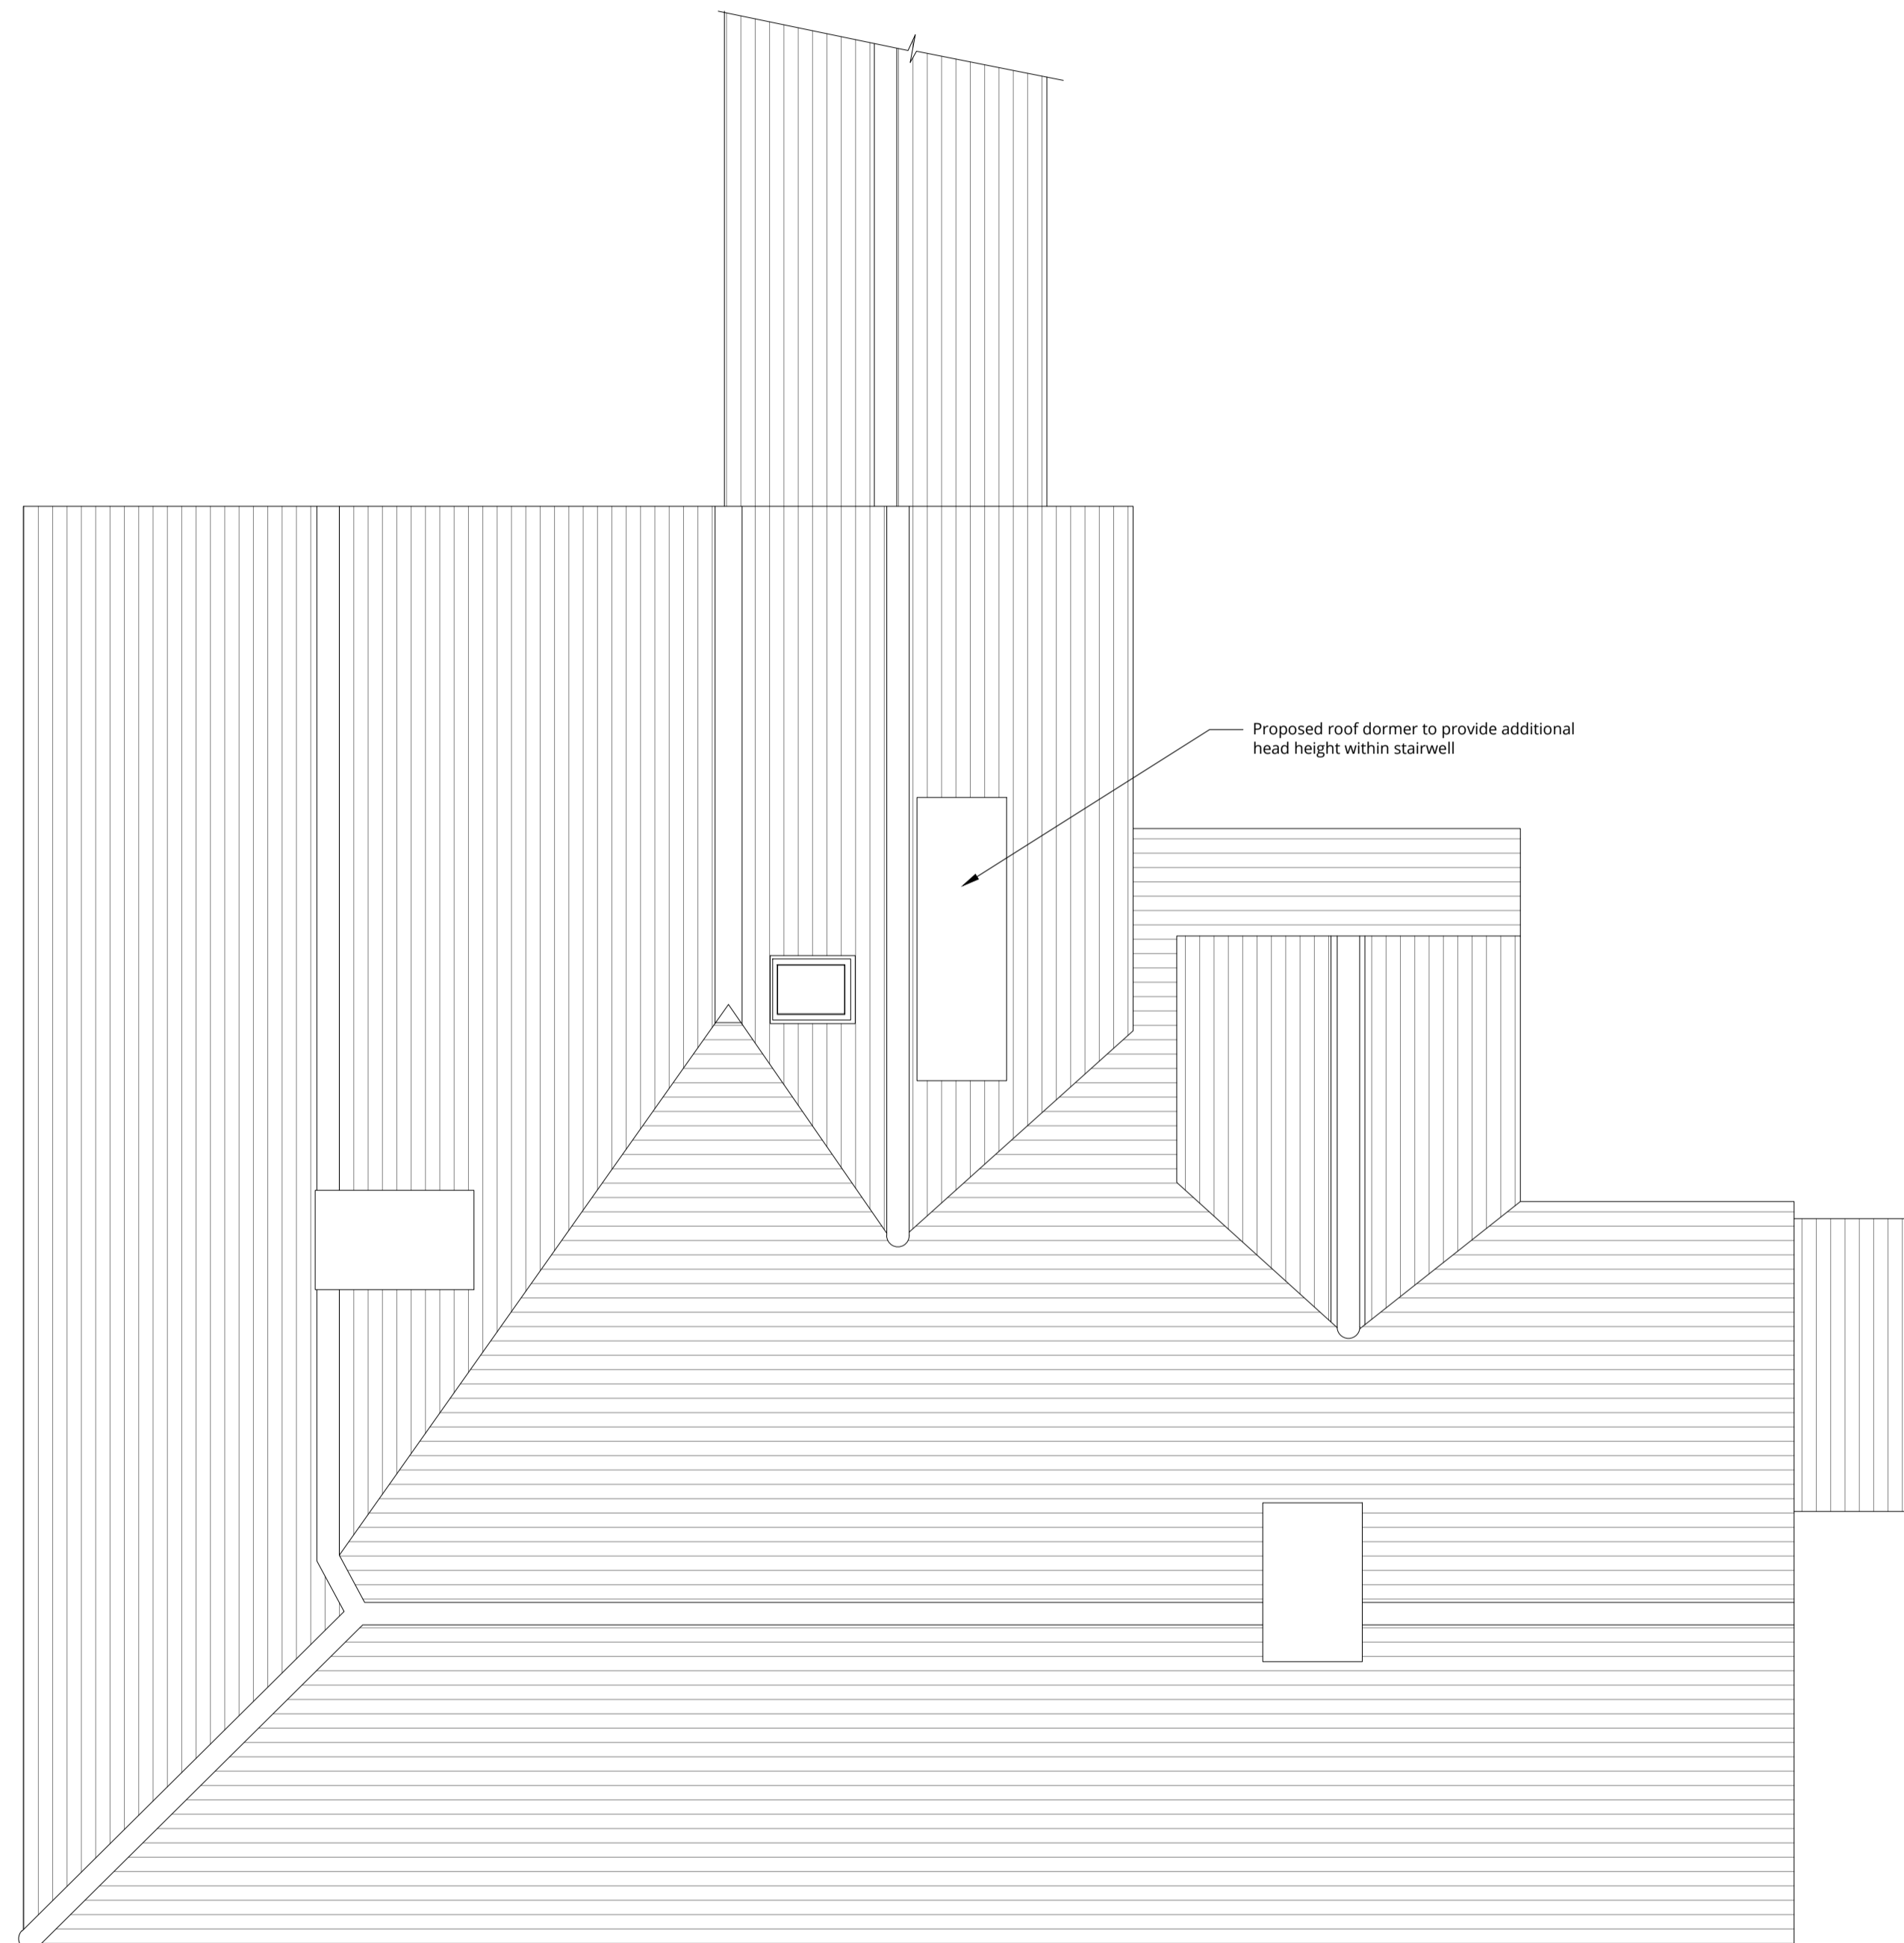 Proposed roof dormer to provide additional
head height within stairwell